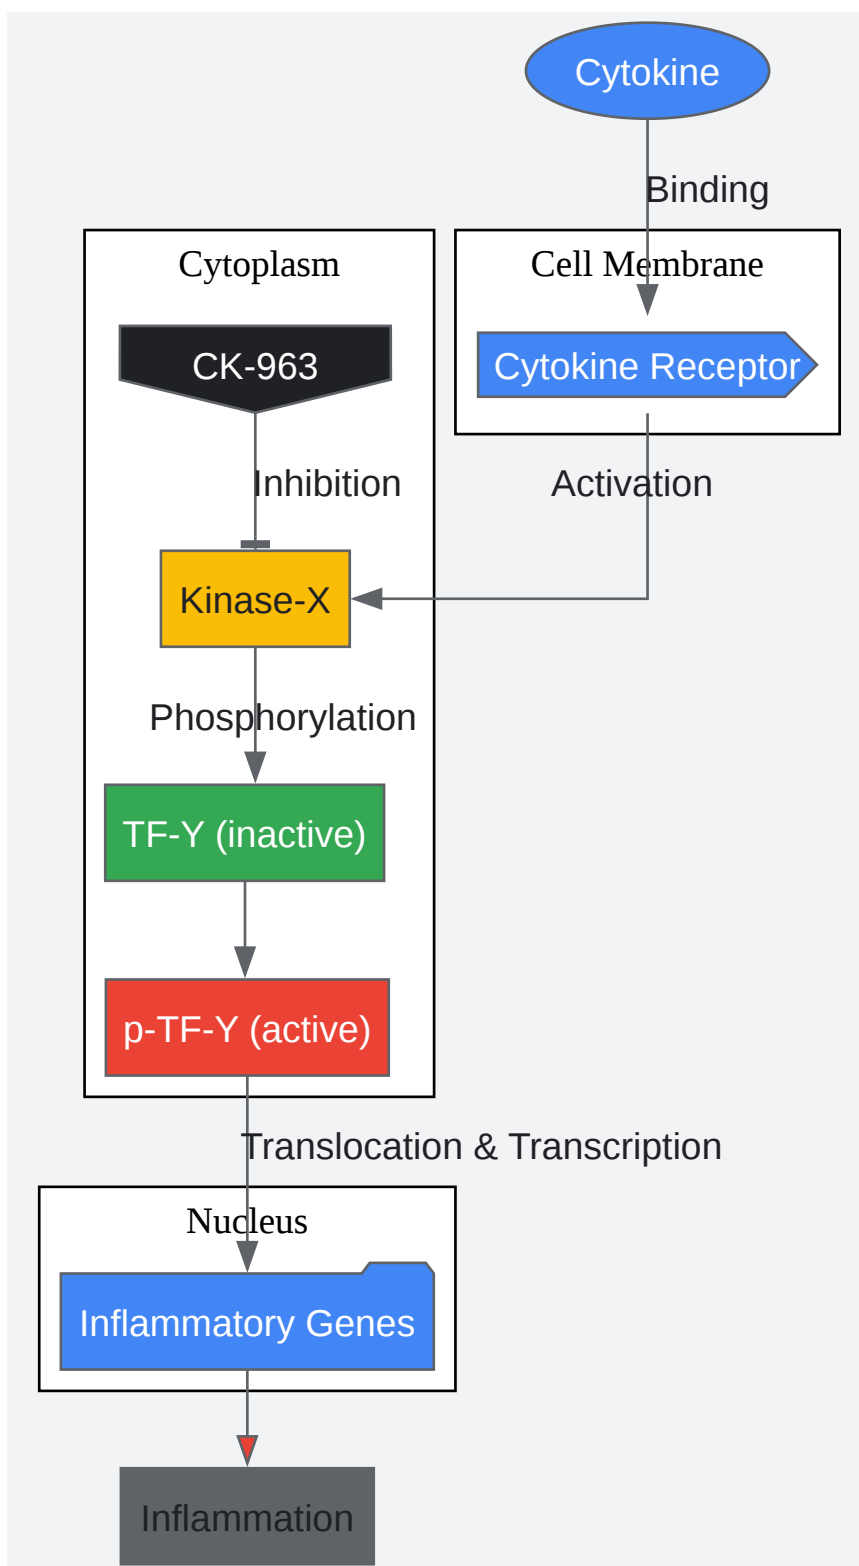 Cytokine
Binding
Cytoplasm
Cell Membrane
CK-963
Cytokine Receptor
Inhibition
Activation
Kinase-X
Phosphorylation
TF-Y (inactive)
p-TF-Y (active)
Translocation & Transcription
Nucleus
Inflammatory Genes
Inflammation